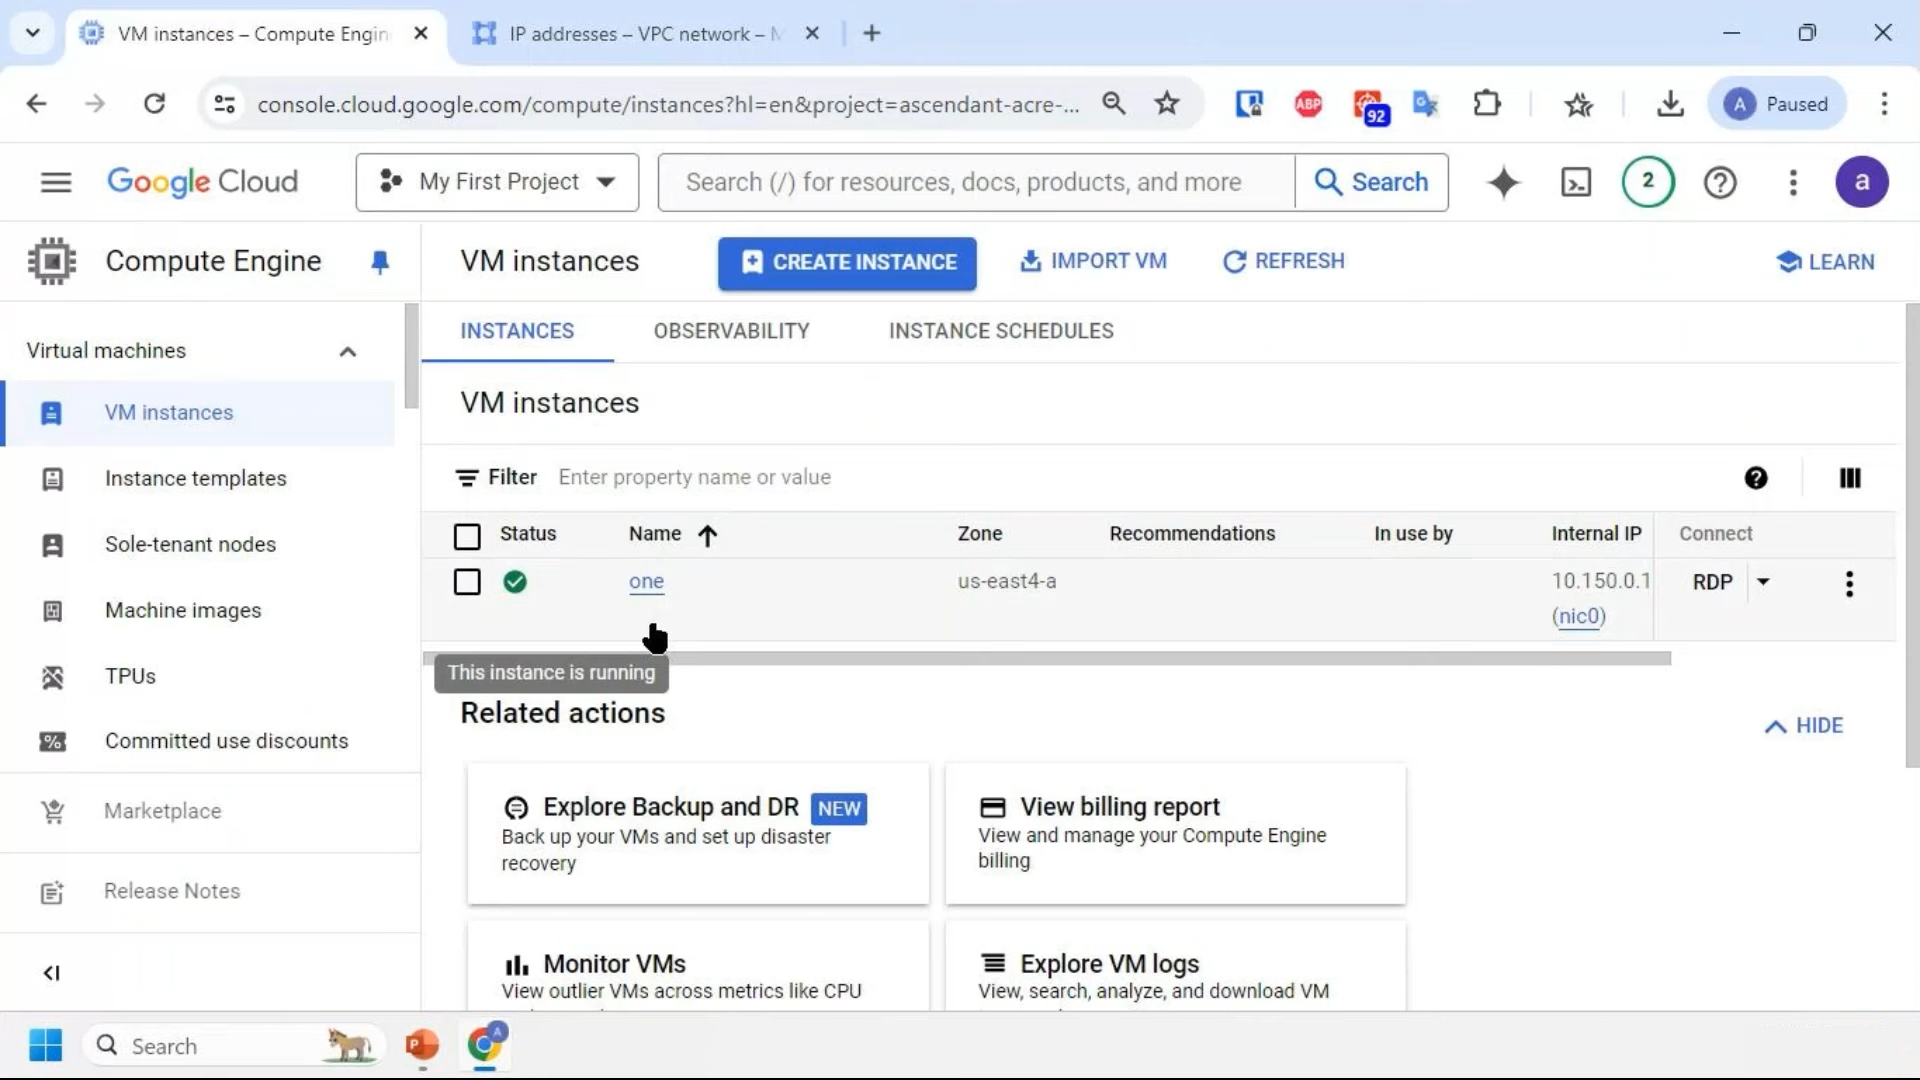 VM instances – Compute Engin
IP addresses – VPC network –
console.cloud.google.com/compute/instances?hl=en&project=ascendant-acre-...
ABP
92
A Paused
Google Cloud
My First Project
Search (/) for resources, docs, products, and more
Search
2
a
Compute Engine
VM instances
CREATE INSTANCE
IMPORT VM
REFRESH
LEARN
Virtual machines
VM instances
Instance templates
Sole-tenant nodes
Machine images
TPUs
Committed use discounts
Marketplace
Release Notes
INSTANCES
OBSERVABILITY
INSTANCE SCHEDULES
VM instances
Filter Enter property name or value
Status Name Zone Recommendations In use by Internal IP Connect
one us-east4-a 10.150.0.1 RDP
(nic0)
This instance is running
Related actions
HIDE
Explore Backup and DR NEW
Back up your VMs and set up disaster
recovery
View billing report
View and manage your Compute Engine
billing
Monitor VMs
View outlier VMs across metrics like CPU
Explore VM logs
View, search, analyze, and download VM
Search
A